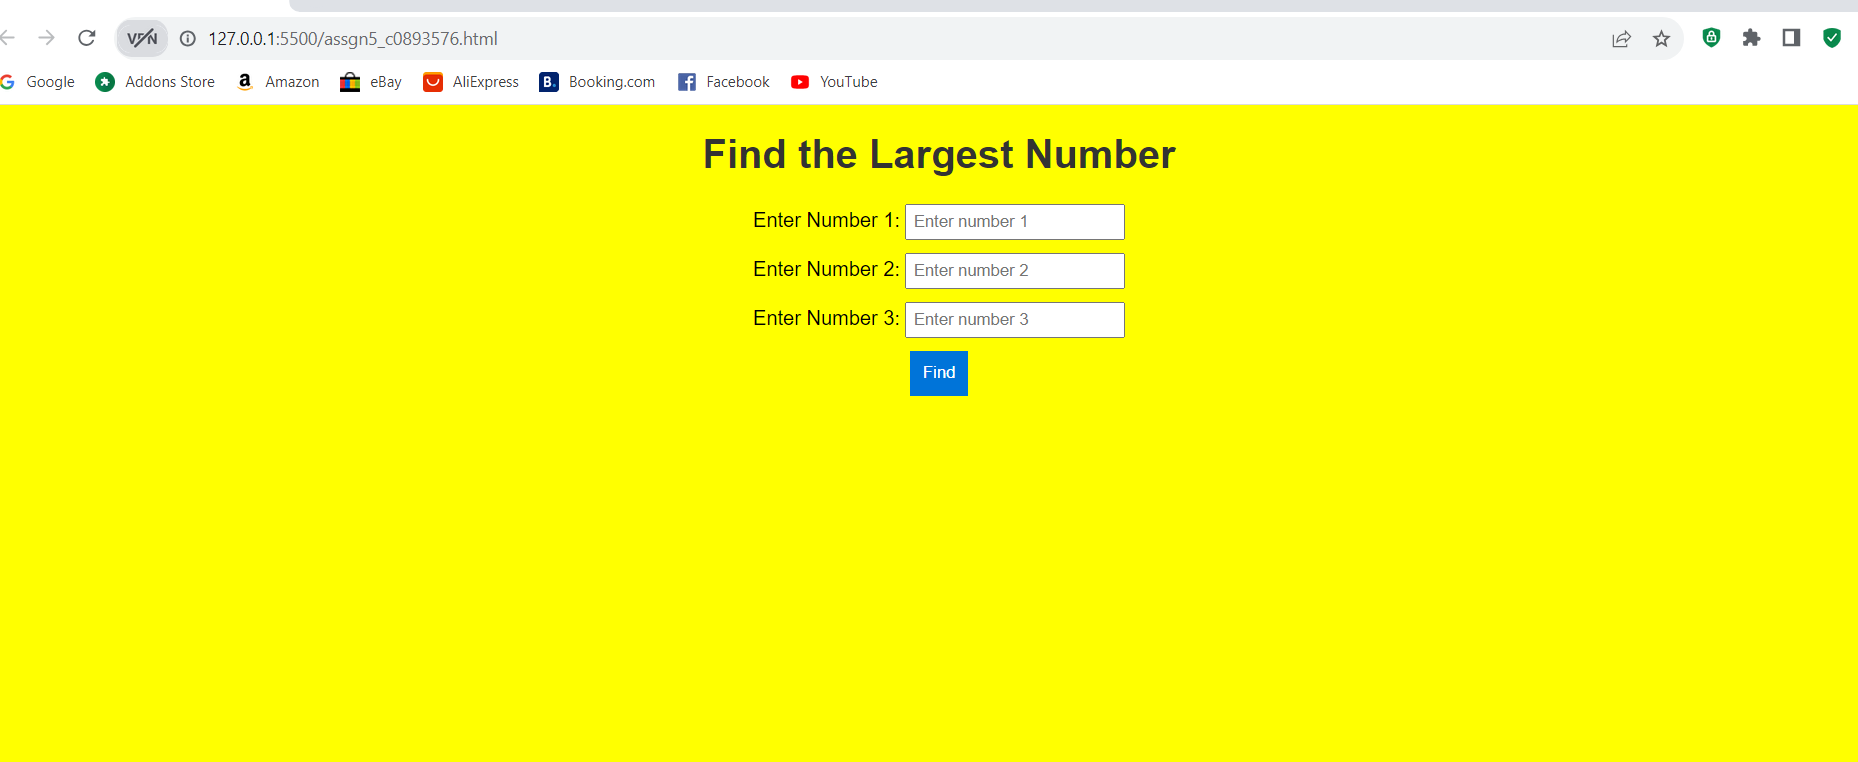 VPN 127.0.0.1:5500/assgn5_c0893576.html
Google Addons Store Amazon eBay AliExpress Booking.com Facebook YouTube
Find the Largest Number
Enter Number 1: Enter number 1
Enter Number 2: Enter number 2
Enter Number 3: Enter number 3
Find